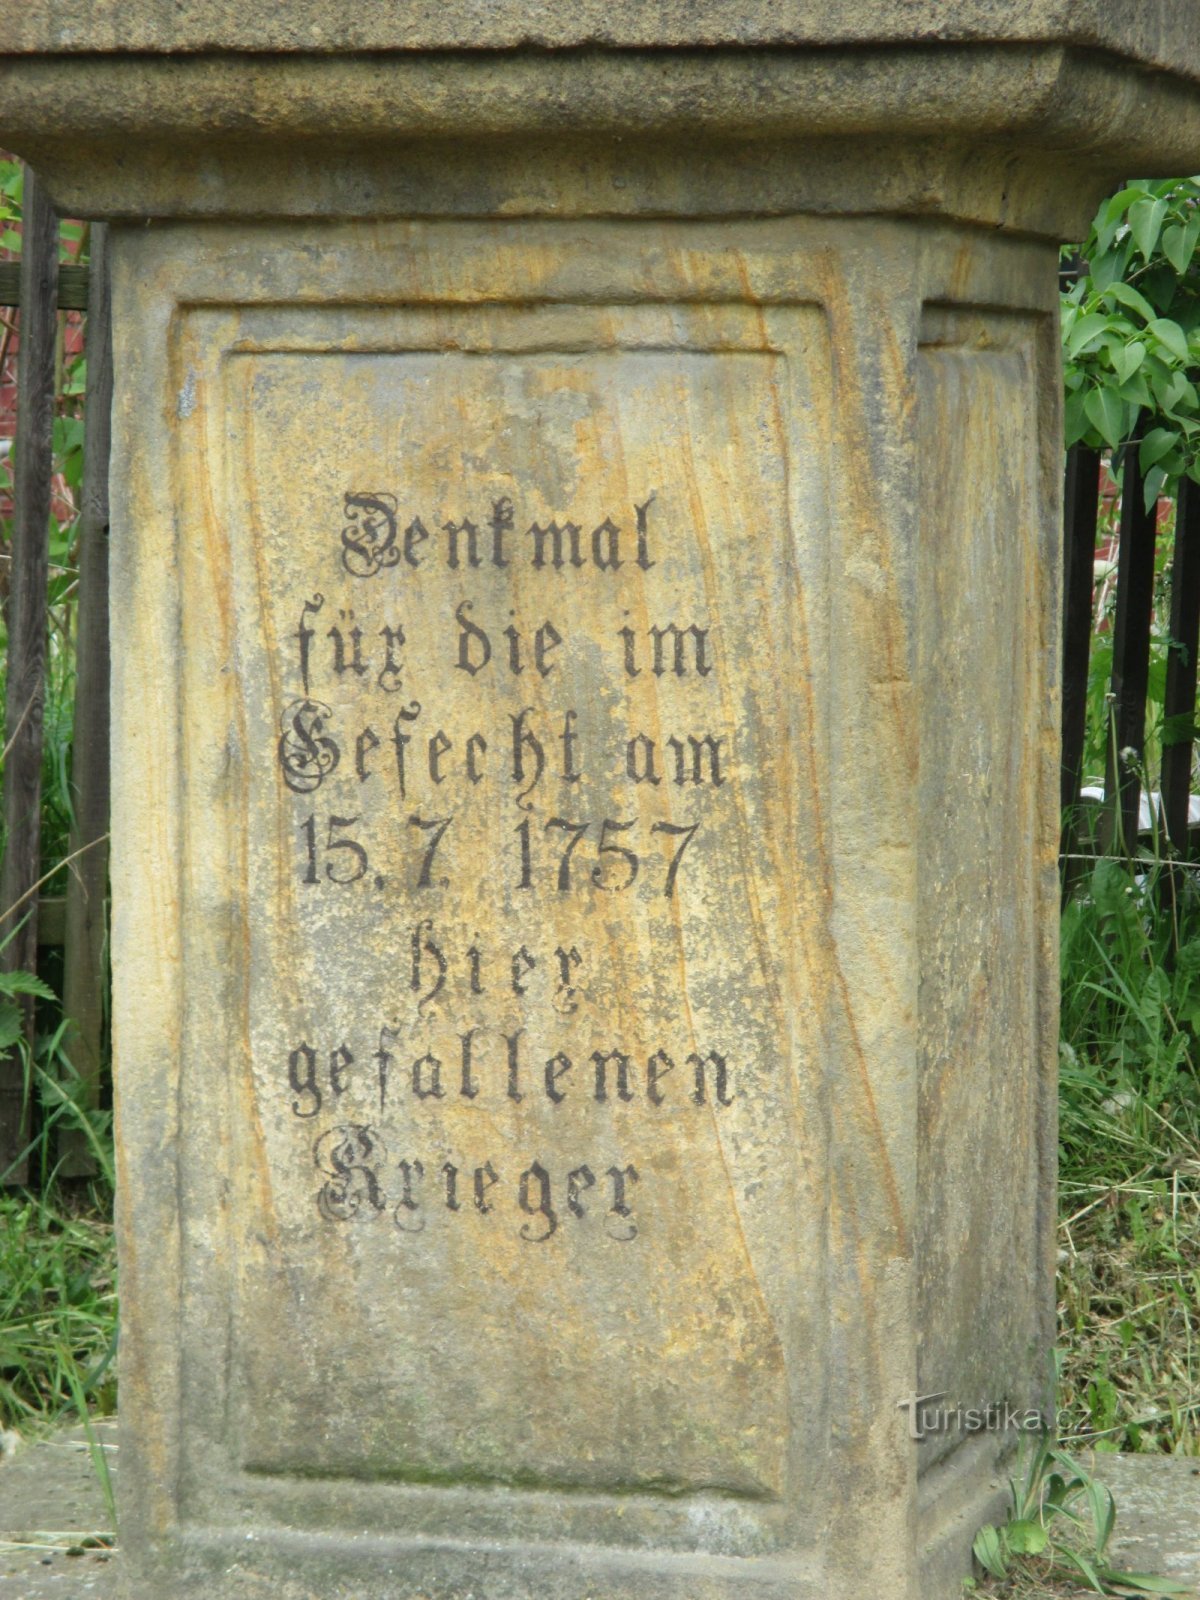 Denkmal
für die im
Gefecht am
15. 7. 1757
hier
gefallenen
Krieger
Turistika.cz